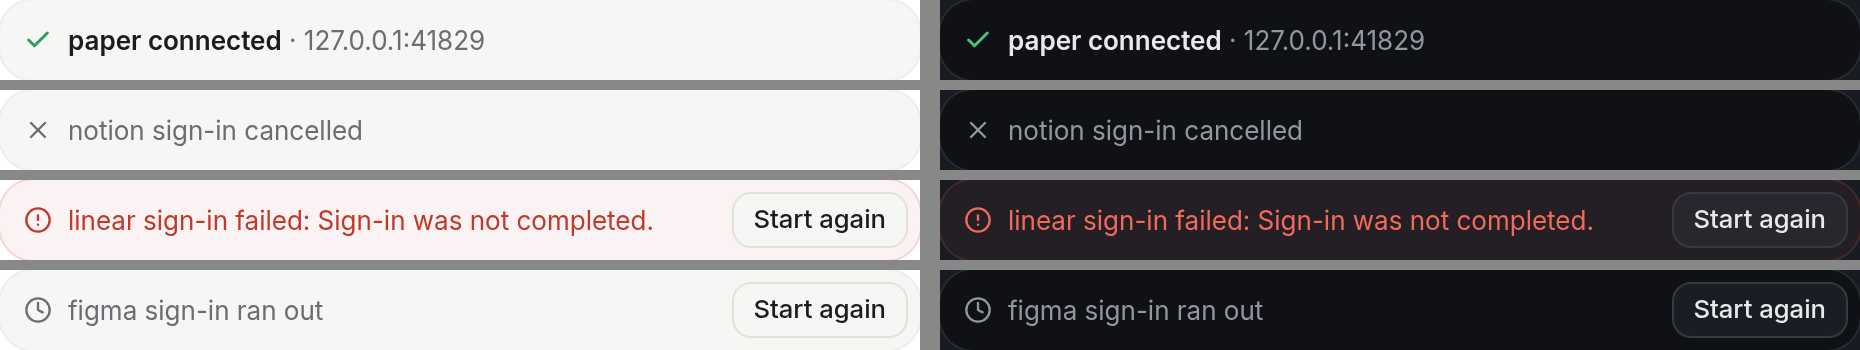 paper connected · 127.0.0.1:41829
notion sign-in cancelled
linear sign-in failed: Sign-in was not completed. Start again
figma sign-in ran out Start again
paper connected · 127.0.0.1:41829
notion sign-in cancelled
linear sign-in failed: Sign-in was not completed. Start again
figma sign-in ran out Start again